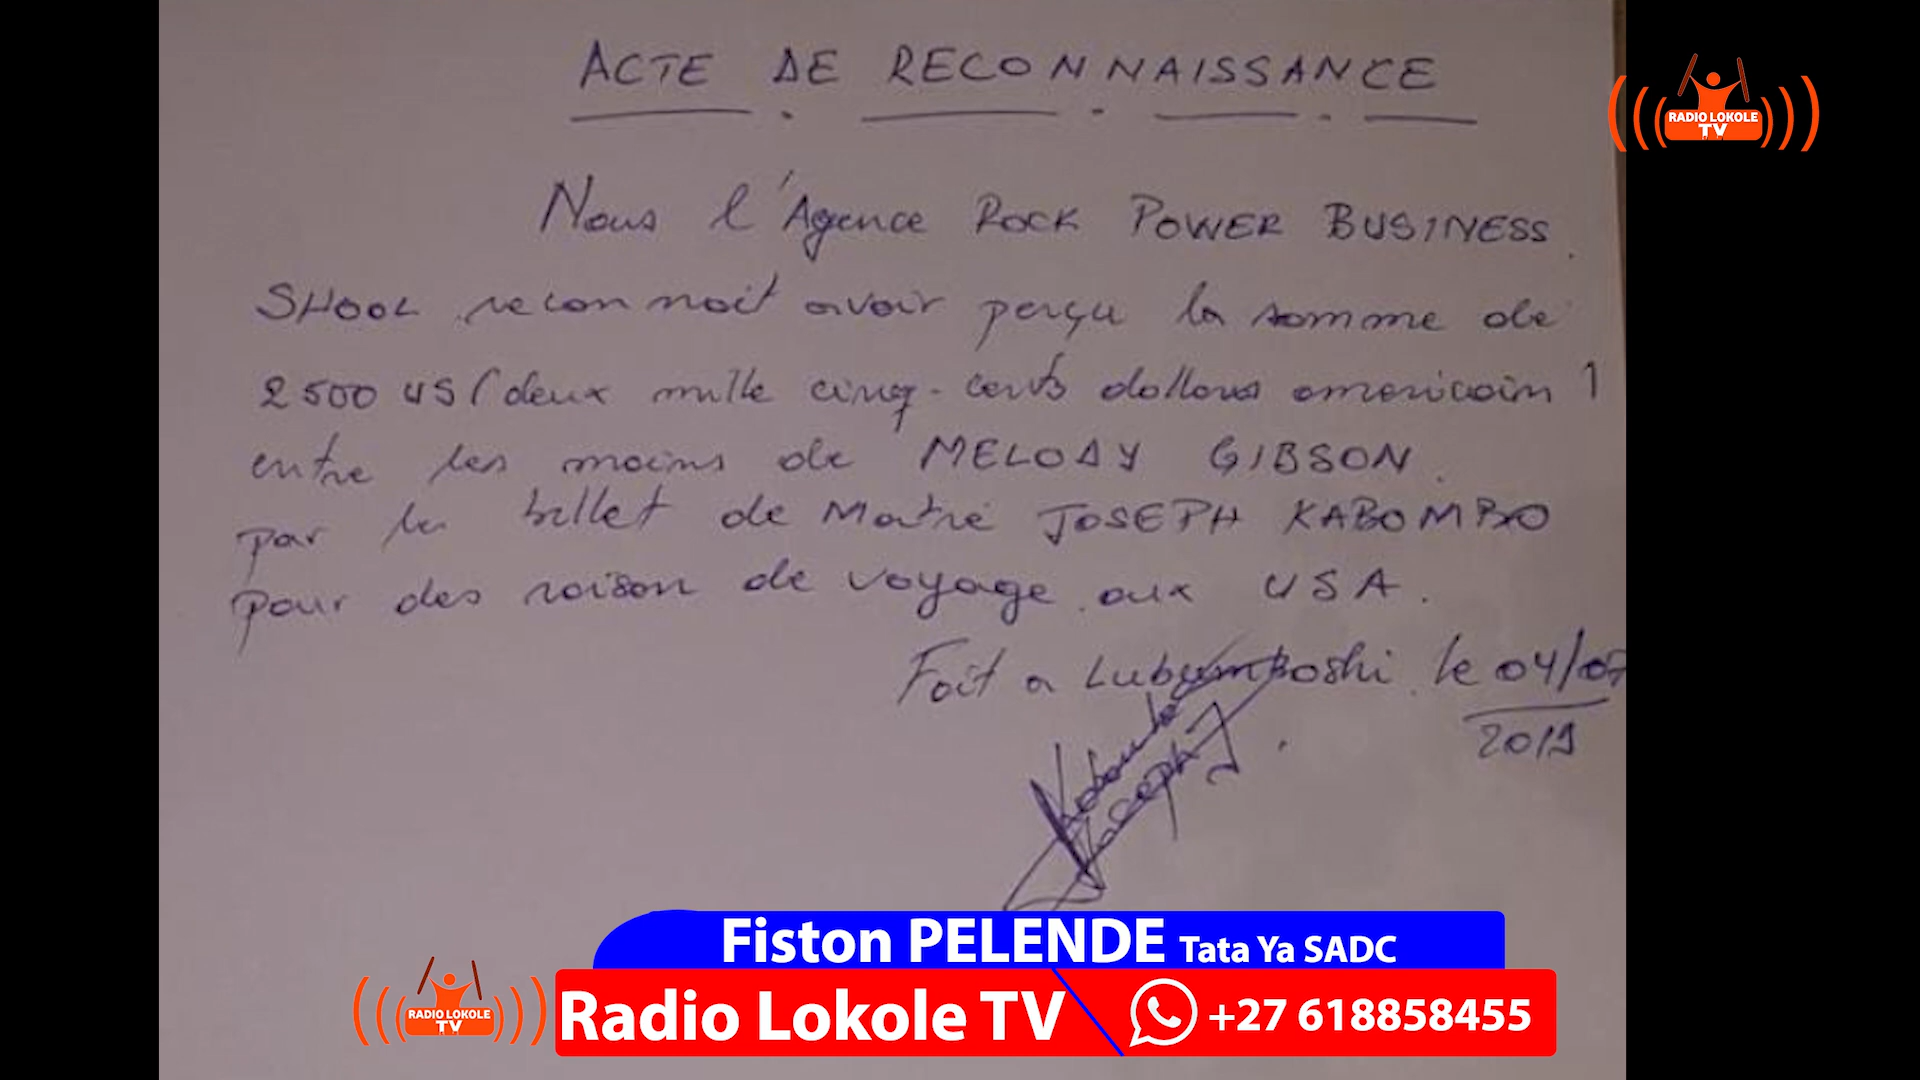 ACTE DE RECONNAISSANCE
Nous l'Agence ROCK POWER BUSINESS
SHOOL reconnait avoir perçu la somme de
2500 US (deux mille cinq-cents dollars americain)
entre les mains de MELODY GIBSON
par le billet de Maitre JOSEPH KABOMBO
pour des raison de voyage aux USA.
Fait a Lubumbashi le 04/07
2019
Joseph
RADIO LOKOLE
TV
Fiston PELENDE Tata Ya SADC
RADIO LOKOLE
TV
Radio Lokole TV
+27 618858455